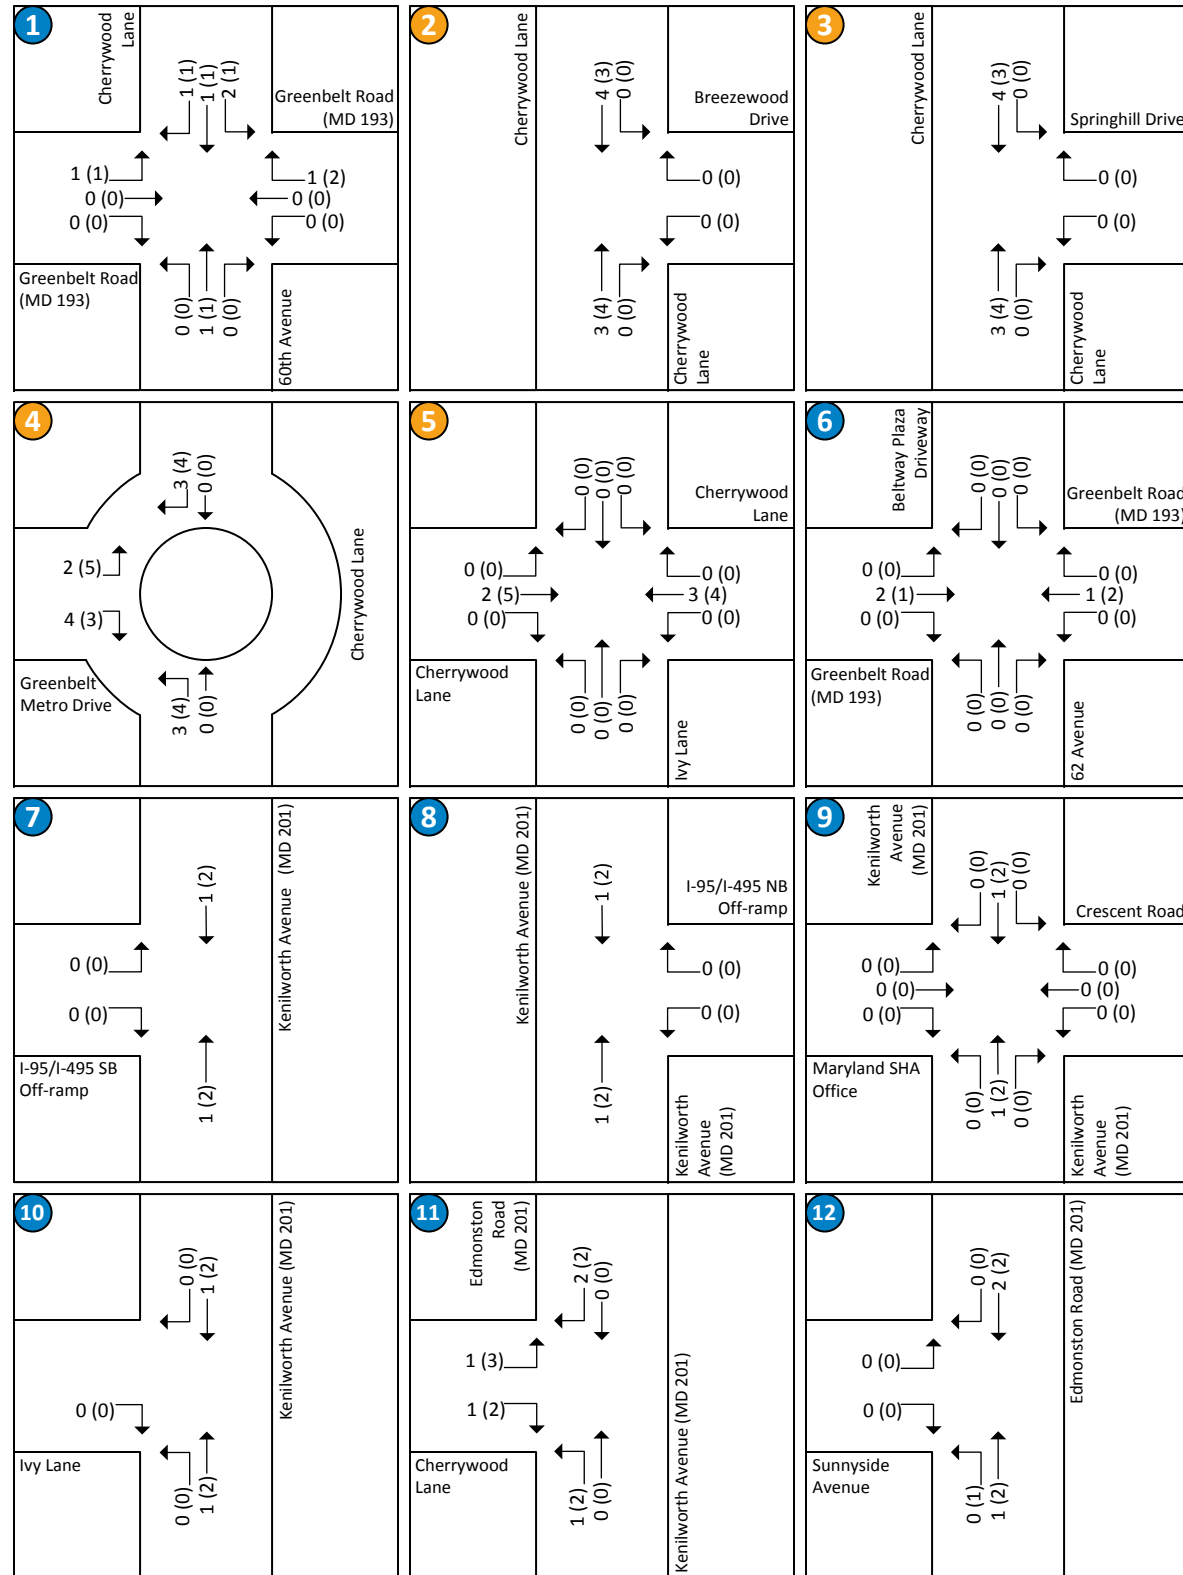 1
Cherrywood
Lane
1 (1)
1 (1)
2 (1)
Greenbelt Road
(MD 193)
1 (1)
0 (0)
0 (0)
1 (2)
0 (0)
0 (0)
Greenbelt Road
(MD 193)
0 (0)
1 (1)
0 (0)
60th Avenue
2
Cherrywood Lane
4 (3)
0 (0)
Breezewood
Drive
0 (0)
0 (0)
3 (4)
0 (0)
Cherrywood
Lane
3
Cherrywood Lane
4 (3)
0 (0)
Springhill Drive
0 (0)
0 (0)
3 (4)
0 (0)
Cherrywood
Lane
4
3 (4)
0 (0)
2 (5)
4 (3)
Cherrywood Lane
Greenbelt
Metro Drive
3 (4)
0 (0)
5
0 (0)
0 (0)
0 (0)
Cherrywood
Lane
0 (0)
2 (5)
0 (0)
0 (0)
3 (4)
0 (0)
Cherrywood
Lane
0 (0)
0 (0)
0 (0)
Ivy Lane
6
Beltway Plaza
Driveway
0 (0)
0 (0)
0 (0)
Greenbelt Road
(MD 193)
0 (0)
2 (1)
0 (0)
0 (0)
1 (2)
0 (0)
Greenbelt Road
(MD 193)
0 (0)
0 (0)
0 (0)
62 Avenue
7
1 (2)
Kenilworth Avenue (MD 201)
0 (0)
0 (0)
I-95/I-495 SB
Off-ramp
1 (2)
8
Kenilworth Avenue (MD 201)
1 (2)
I-95/I-495 NB
Off-ramp
0 (0)
0 (0)
1 (2)
Kenilworth
Avenue
(MD 201)
9
Kenilworth
Avenue
(MD 201)
0 (0)
1 (2)
0 (0)
Crescent Road
0 (0)
0 (0)
0 (0)
0 (0)
0 (0)
0 (0)
Maryland SHA
Office
0 (0)
1 (2)
0 (0)
Kenilworth
Avenue
(MD 201)
10
0 (0)
1 (2)
Kenilworth Avenue (MD 201)
0 (0)
Ivy Lane
0 (0)
1 (2)
11
Edmonston
Road
(MD 201)
2 (2)
0 (0)
1 (3)
1 (2)
Cherrywood
Lane
1 (2)
0 (0)
Kenilworth Avenue (MD 201)
12
0 (0)
2 (2)
Edmonston Road (MD 201)
0 (0)
0 (0)
Sunnyside
Avenue
0 (1)
1 (2)